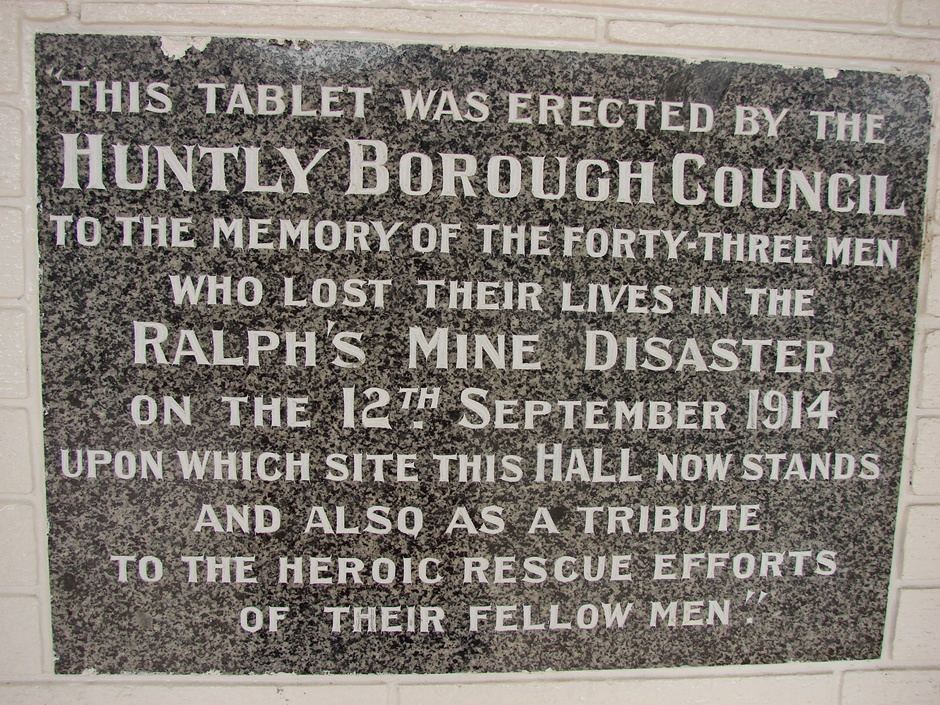 THIS TABLET WAS ERECTED BY THE
HUNTLY BOROUGH COUNCIL
TO THE MEMORY OF THE FORTY-THREE MEN
WHO LOST THEIR LIVES IN THE
RALPH'S MINE DISASTER
ON THE 12TH. SEPTEMBER 1914
UPON WHICH SITE THIS HALL NOW STANDS
AND ALSO AS A TRIBUTE
TO THE HEROIC RESCUE EFFORTS
OF THEIR FELLOW MEN."